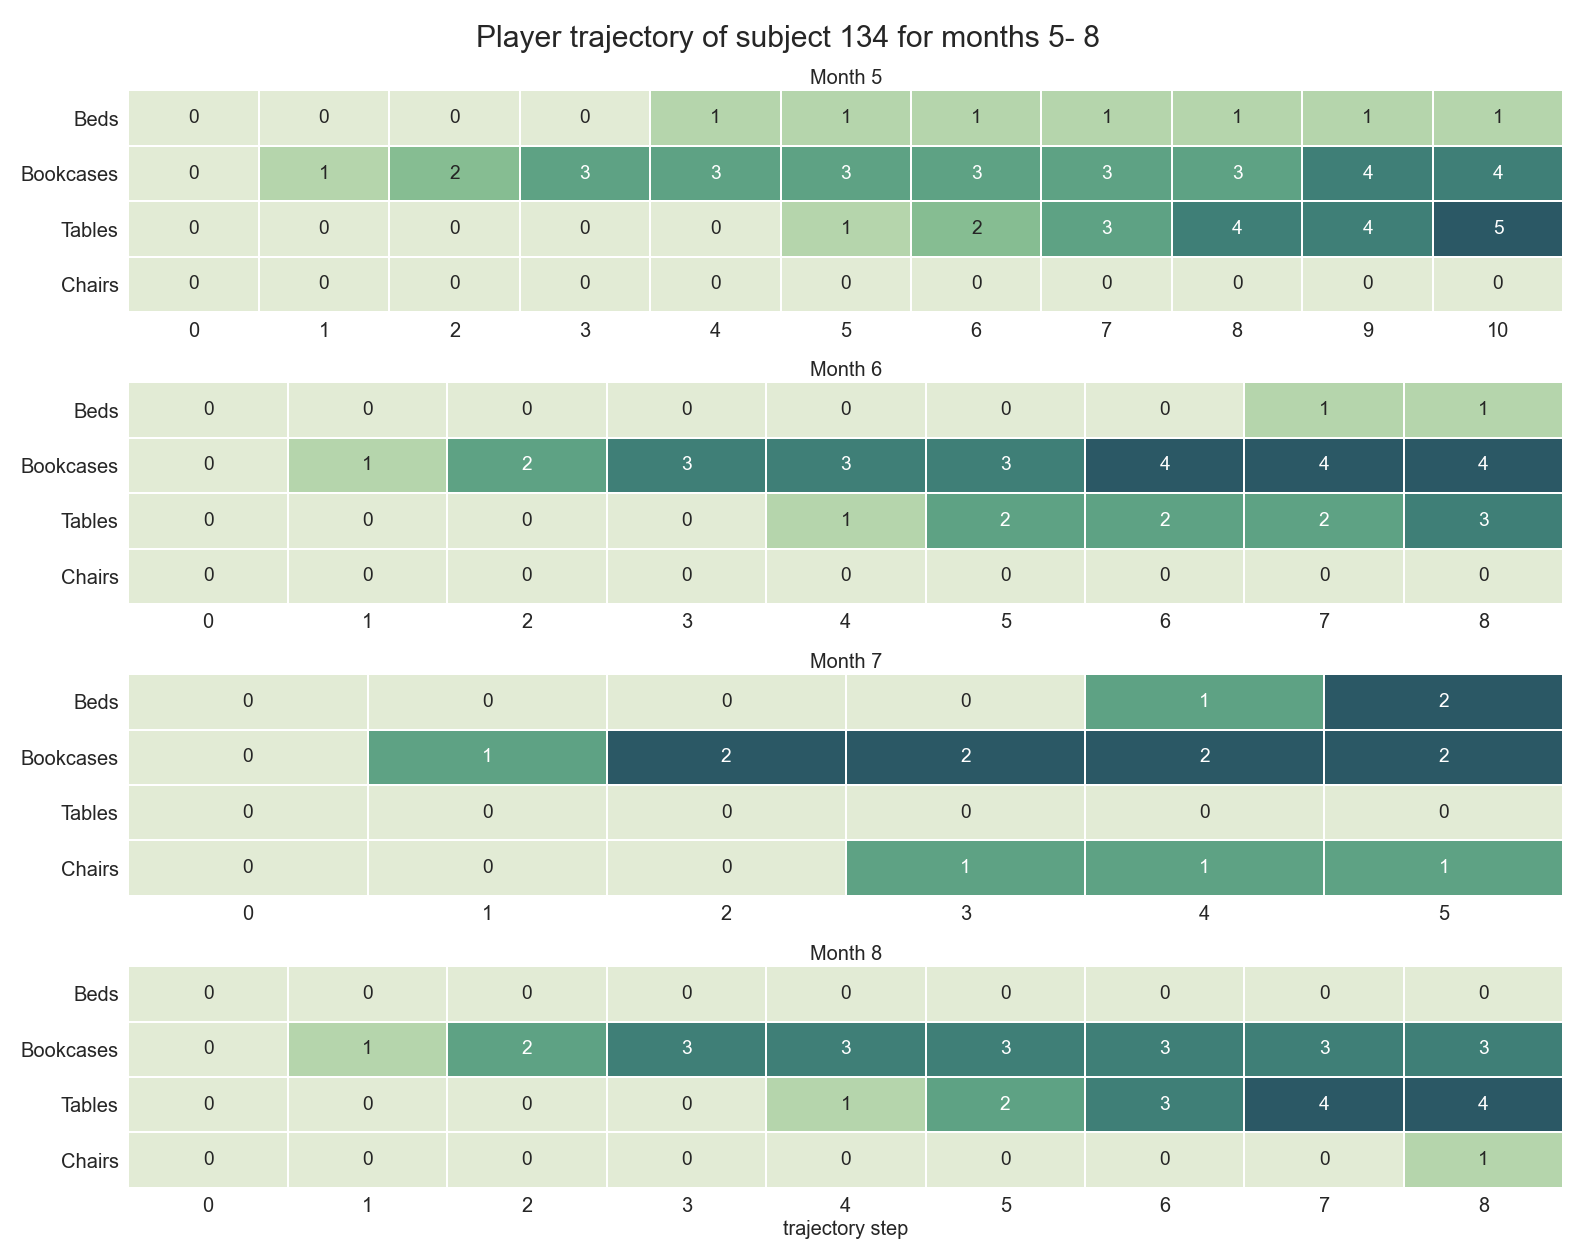 Player trajectory of subject 134 for months 5- 8
Month 5
Beds 0 0 0 0 1 1 1 1 1 1 1
Bookcases 0 1 2 3 3 3 3 3 3 4 4
Tables 0 0 0 0 0 1 2 3 4 4 5
Chairs 0 0 0 0 0 0 0 0 0 0 0
0 1 2 3 4 5 6 7 8 9 10
Month 6
Beds 0 0 0 0 0 0 0 1 1
Bookcases 0 1 2 3 3 3 4 4 4
Tables 0 0 0 0 1 2 2 2 3
Chairs 0 0 0 0 0 0 0 0 0
0 1 2 3 4 5 6 7 8
Month 7
Beds 0 0 0 0 1 2
Bookcases 0 1 2 2 2 2
Tables 0 0 0 0 0 0
Chairs 0 0 0 1 1 1
0 1 2 3 4 5
Month 8
Beds 0 0 0 0 0 0 0 0 0
Bookcases 0 1 2 3 3 3 3 3 3
Tables 0 0 0 0 1 2 3 4 4
Chairs 0 0 0 0 0 0 0 0 1
0 1 2 3 4 5 6 7 8
trajectory step